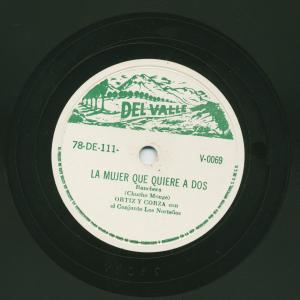 DEL VALLE
78-DE-111-
V-0069
LA MUJER QUE QUIERE A DOS
Ranchera
(Chucho Monge)
ORTIZ Y CORZA con
el Conjunto Los Norteños